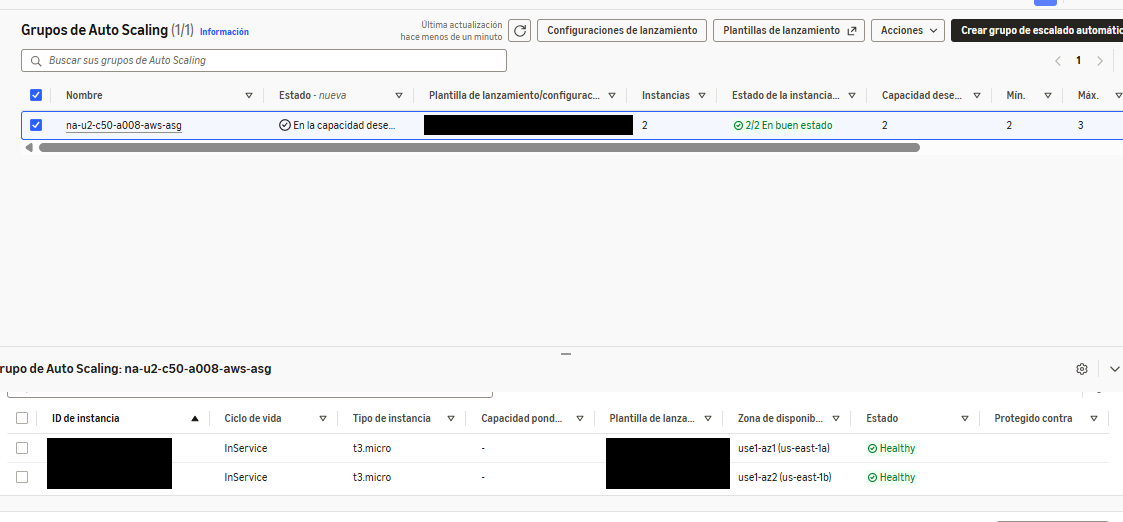 Grupos de Auto Scaling (1/1) Información
Última actualización
hace menos de un minuto
Configuraciones de lanzamiento
Plantillas de lanzamiento
Acciones
Crear grupo de escalado automátic
Buscar sus grupos de Auto Scaling
1
Nombre Estado - nueva Plantilla de lanzamiento/configurac... Instancias Estado de la instancia... Capacidad dese... Mín. Máx.
na-u2-c50-a008-aws-asg En la capacidad dese... 2 2/2 En buen estado 2 2 3
rupo de Auto Scaling: na-u2-c50-a008-aws-asg
ID de instancia Ciclo de vida Tipo de instancia Capacidad pond... Plantilla de lanza... Zona de disponib... Estado Protegido contra
InService t3.micro - use1-az1 (us-east-1a) Healthy
InService t3.micro - use1-az2 (us-east-1b) Healthy